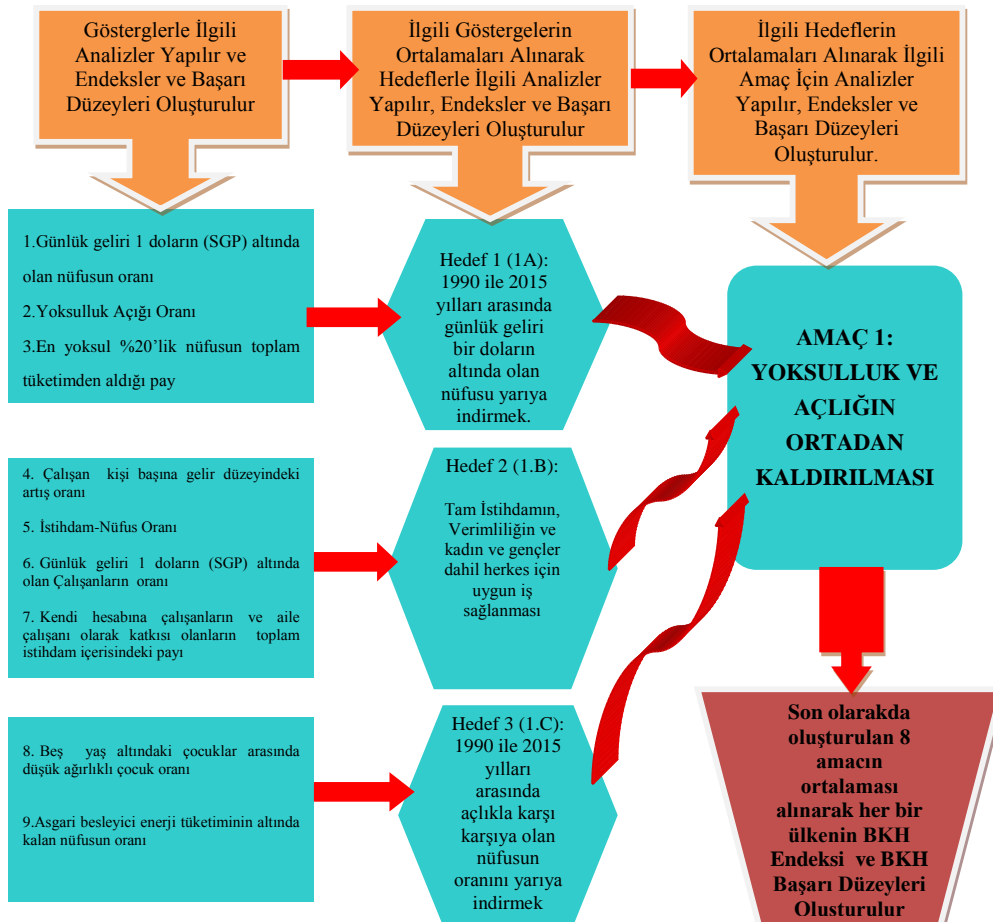 Gösterglerle İlgili
Analizler Yapılır ve
Endeksler ve Başarı
Düzeyleri Oluşturulur
İlgili Göstergelerin
Ortalamaları Alınarak
Hedeflerle İlgili Analizler
Yapılır, Endeksler ve Başarı
Düzeyleri Oluşturulur
İlgili Hedeflerin
Ortalamaları Alınarak İlgili
Amaç İçin Analizler
Yapılır, Endeksler ve
Başarı Düzeyleri
Oluşturulur.
1.Günlük geliri 1 doların (SGP) altında
olan nüfusun oranı
2.Yoksulluk Açığı Oranı
3.En yoksul %20’lik nüfusun toplam
tüketimden aldığı pay
Hedef 1 (1A):
1990 ile 2015
yılları arasında
günlük geliri
bir doların
altında olan
nüfusu yarıya
indirmek.
AMAÇ 1:
YOKSULLUK VE
AÇLIĞIN
ORTADAN
KALDIRILMASI
4. Çalışan kişi başına gelir düzeyindeki
artış oranı
5. İstihdam-Nüfus Oranı
6. Günlük geliri 1 doların (SGP) altında
olan Çalışanların oranı
7. Kendi hesabına çalışanların ve aile
çalışanı olarak katkısı olanların toplam
istihdam içerisindeki payı
Hedef 2 (1.B):
Tam İstihdamın,
Verimliliğin ve
kadın ve gençler
dahil herkes için
uygun iş
sağlanması
8. Beş yaş altındaki çocuklar arasında
düşük ağırlıklı çocuk oranı
9.Asgari besleyici enerji tüketiminin altında
kalan nüfusun oranı
Hedef 3 (1.C):
1990 ile 2015
yılları
arasında
açlıkla karşı
karşıya olan
nüfusun
oranını yarıya
indirmek
Son olarakda
oluşturulan 8
amacın
ortalaması
alınarak her bir
ülkenin BKH
Endeksi ve BKH
Başarı Düzeyleri
Oluşturulur